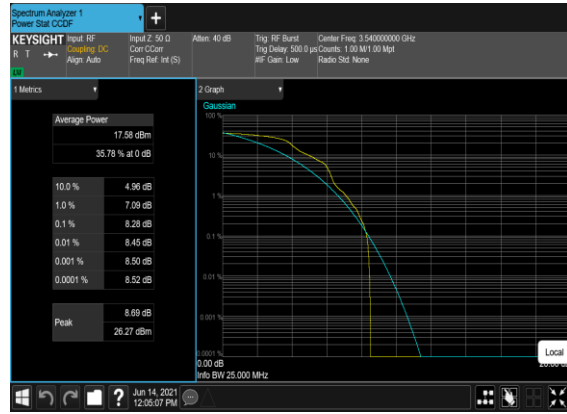 Spectrum Analyzer 1
Power Stat CCDF
KEYSIGHT
R T
Input: RF
Coupling: DC
Align: Auto
Input Z: 50 Ω
Corr CCorr
Freq Ref: Int (S)
Atten: 40 dB
Trig: RF Burst
Trig Delay: 500.0 µs
#IF Gain: Low
Center Freq: 3.540000000 GHz
Counts: 1.00 M/1.00 Mpt
Radio Std: None
1 Metrics
Average Power
17.58 dBm
35.78 % at 0 dB
10.0 % 4.96 dB
1.0 % 7.09 dB
0.1 % 8.28 dB
0.01 % 8.45 dB
0.001 % 8.50 dB
0.0001 % 8.52 dB
Peak
8.69 dB
26.27 dBm
2 Graph
Gaussian
100 %
10 %
1 %
0.1 %
0.01 %
0.001 %
0.0001 %
0.00 dB
Info BW 25.000 MHz
Local
Jun 14, 2021
12:05:07 PM